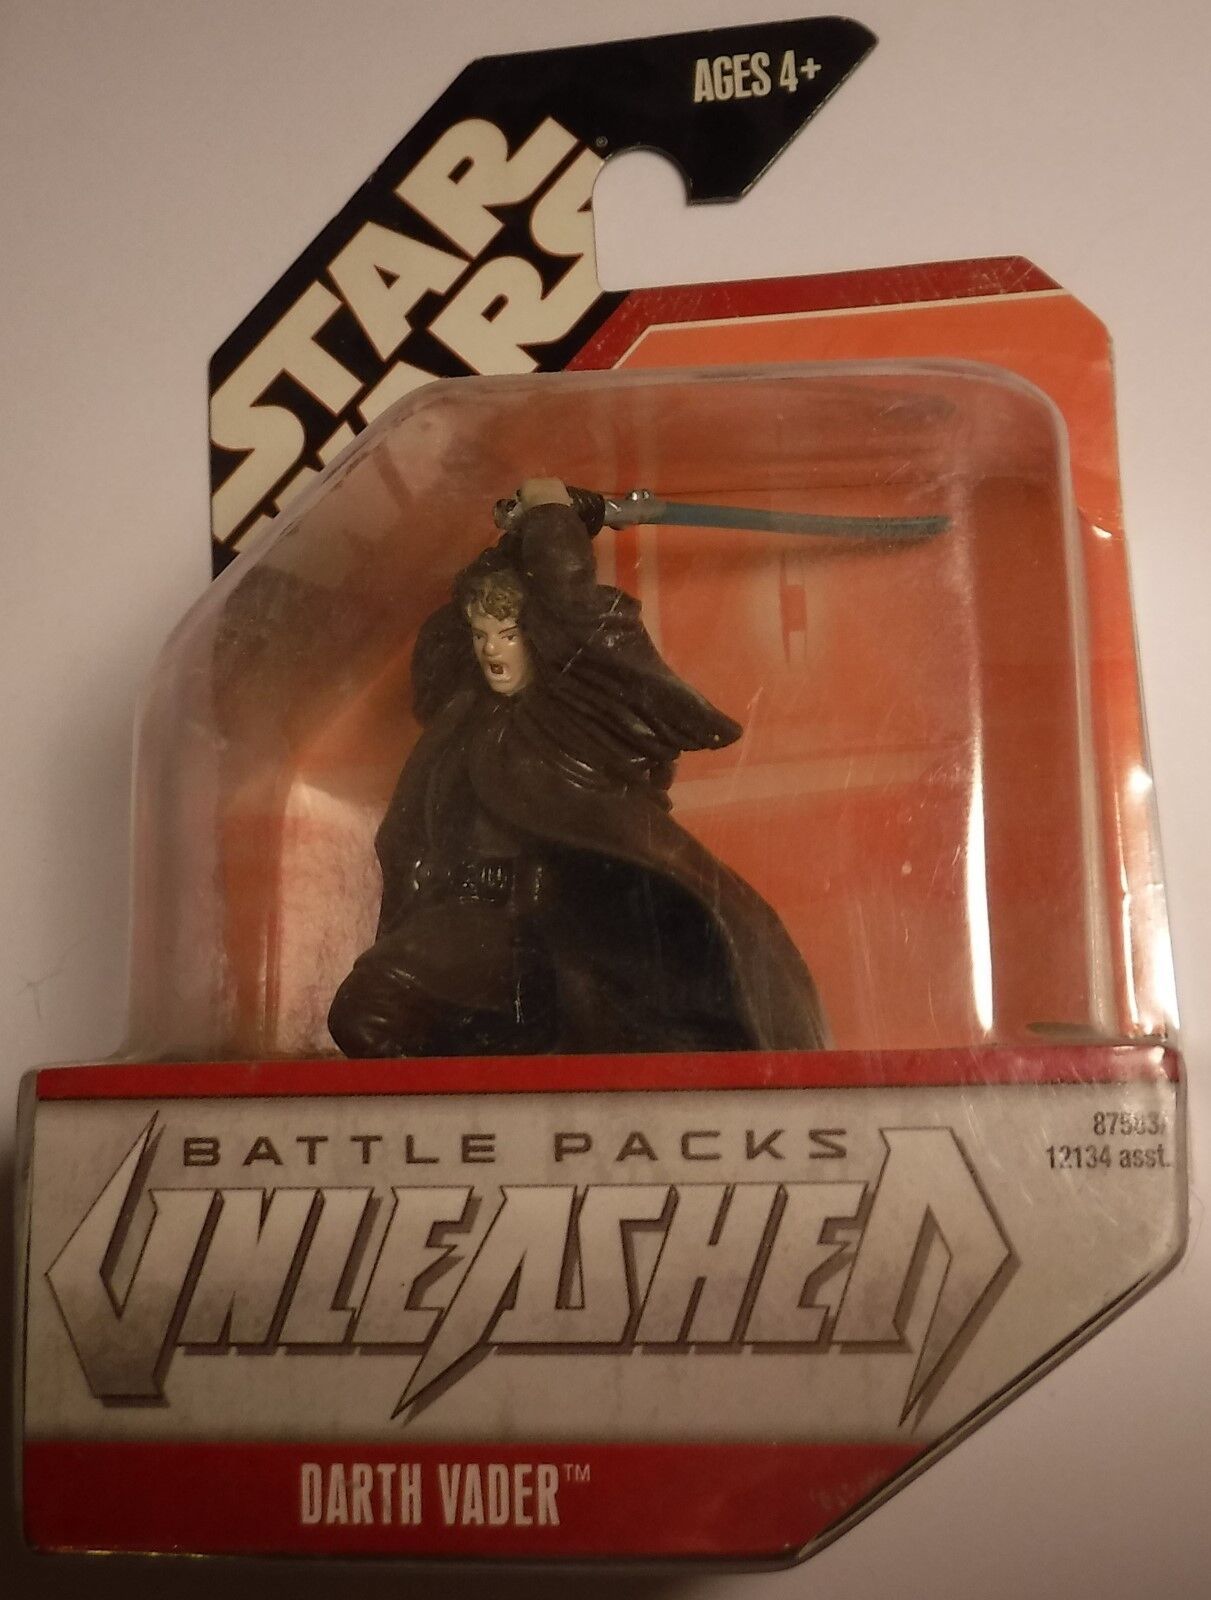 AGES 4+
STAR
WARS
®
BATTLE PACKS
UNLEASHED
12134 asst.
DARTH VADER™